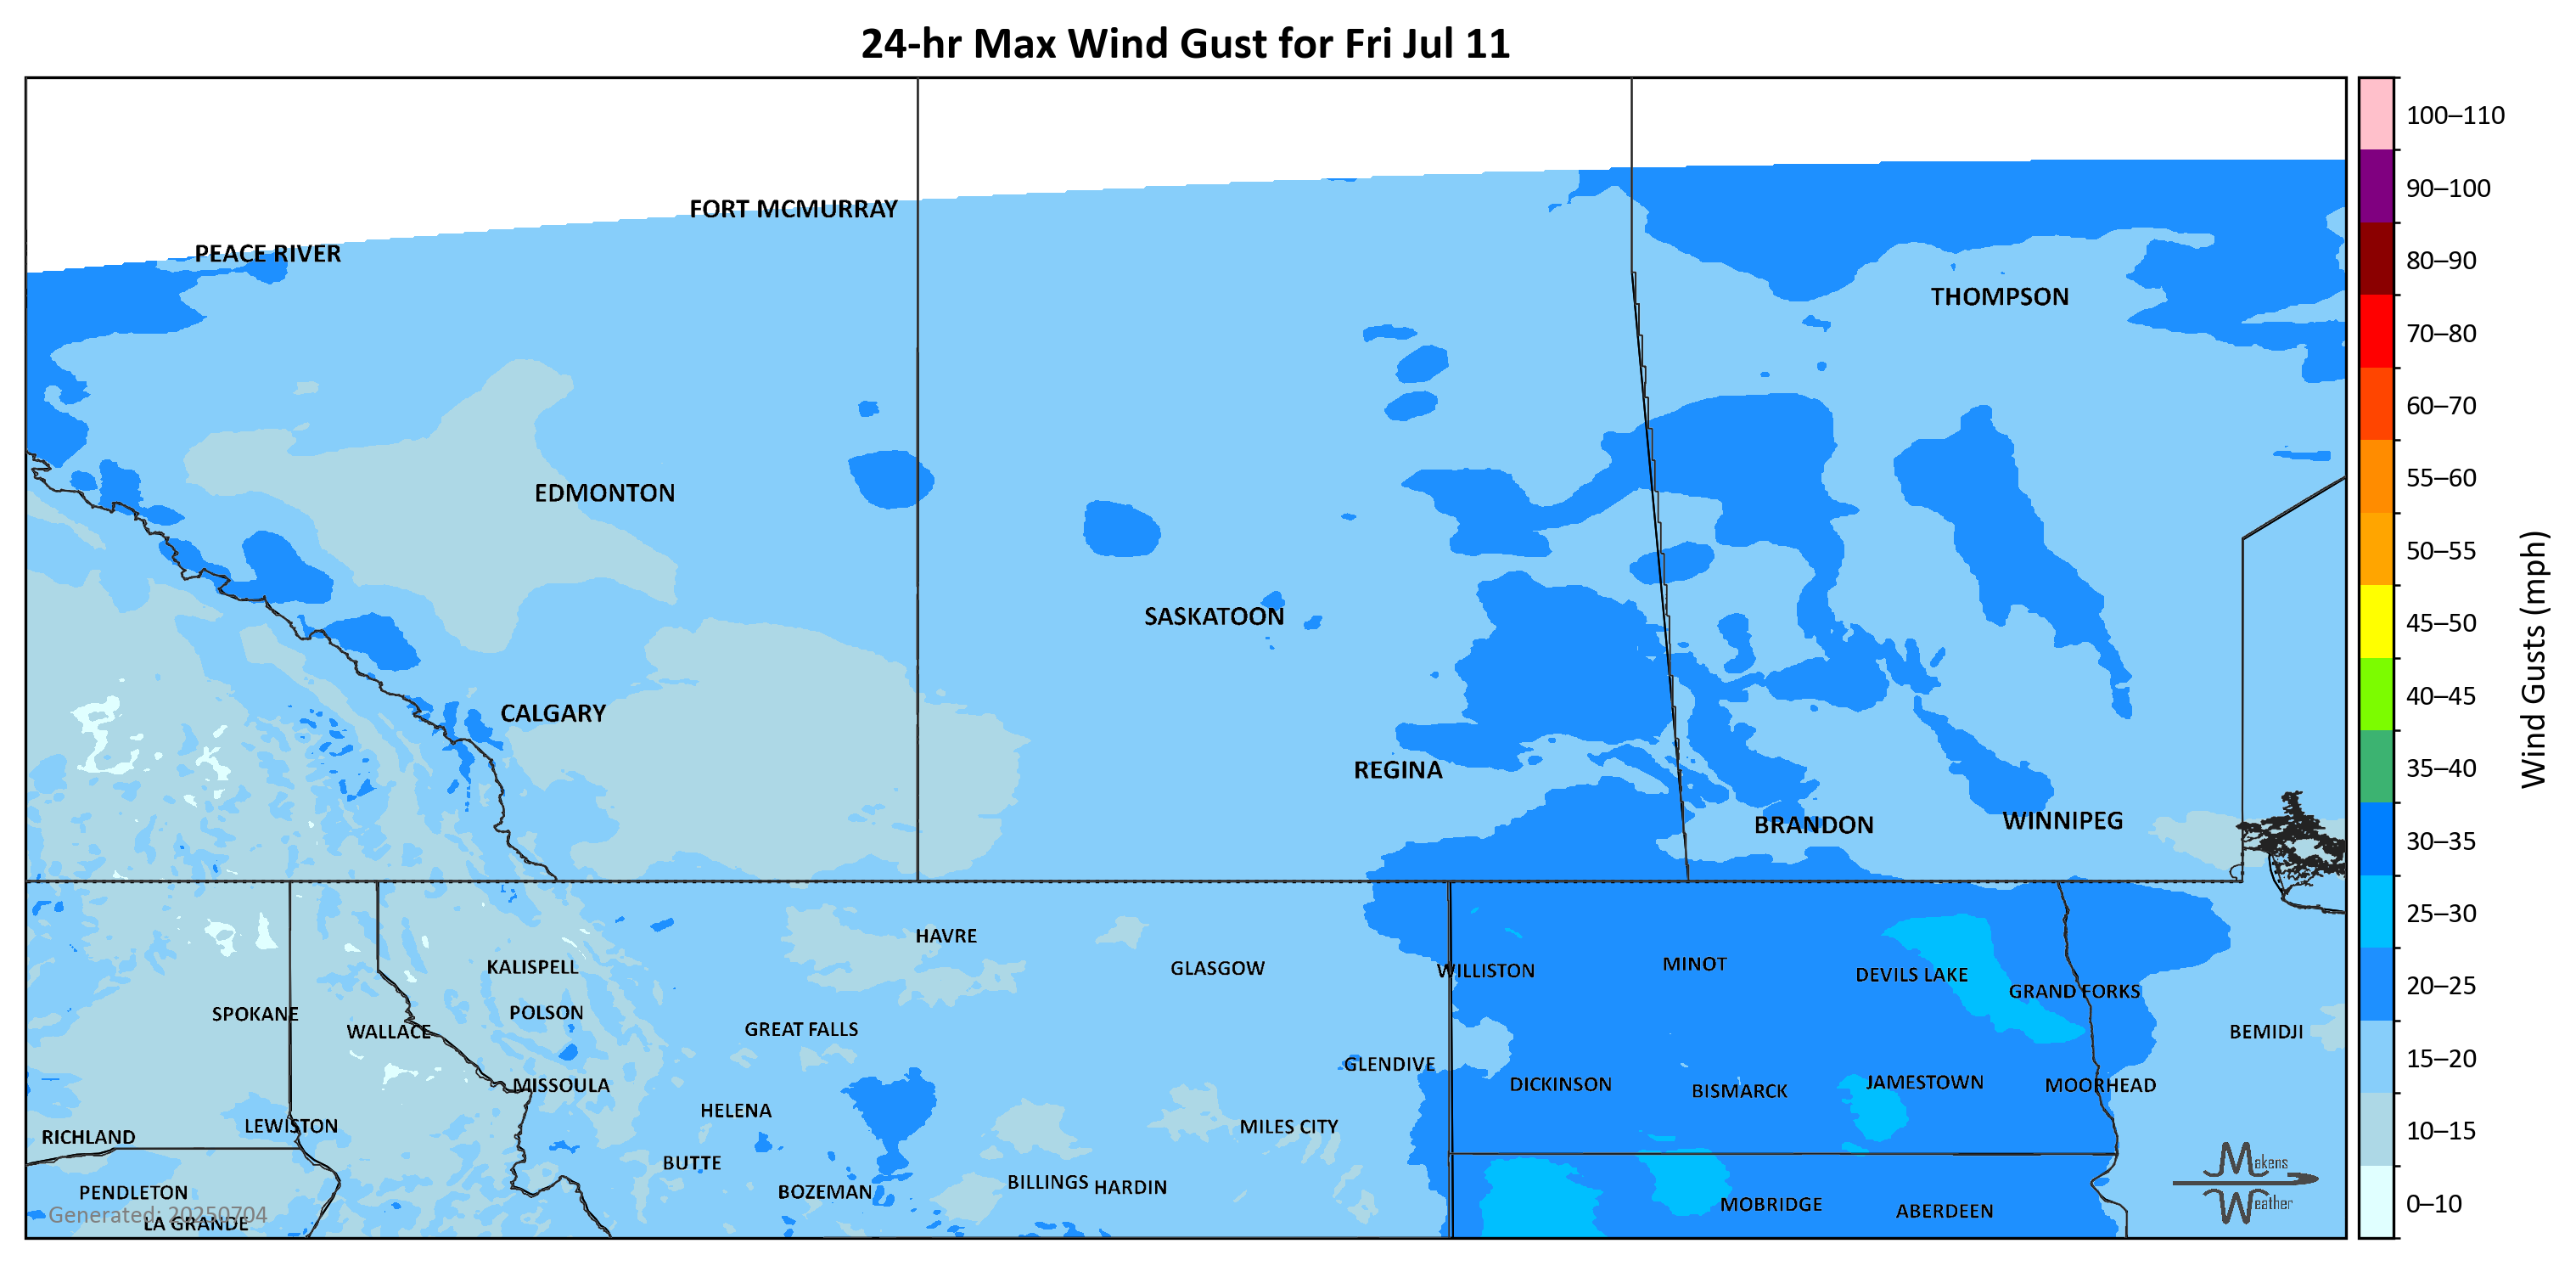 24-hr Max Wind Gust for Fri Jul 11
100–110
90–100
80–90
70–80
60–70
55–60
50–55
45–50
40–45
35–40
30–35
25–30
20–25
15–20
10–15
0–10
Wind Gusts (mph)
FORT MCMURRAY
PEACE RIVER
THOMPSON
EDMONTON
SASKATOON
CALGARY
REGINA
BRANDON
WINNIPEG
HAVRE
KALISPELL
GLASGOW
WILLISTON
MINOT
DEVILS LAKE
GRAND FORKS
SPOKANE
POLSON
WALLACE
GREAT FALLS
BEMIDJI
GLENDIVE
MISSOULA
DICKINSON
BISMARCK
JAMESTOWN
MOORHEAD
HELENA
LEWISTON
MILES CITY
RICHLAND
BUTTE
PENDLETON
BOZEMAN
BILLINGS
HARDIN
MOBRIDGE
ABERDEEN
Generated: 20250704
LA GRANDE
Makens
Weather